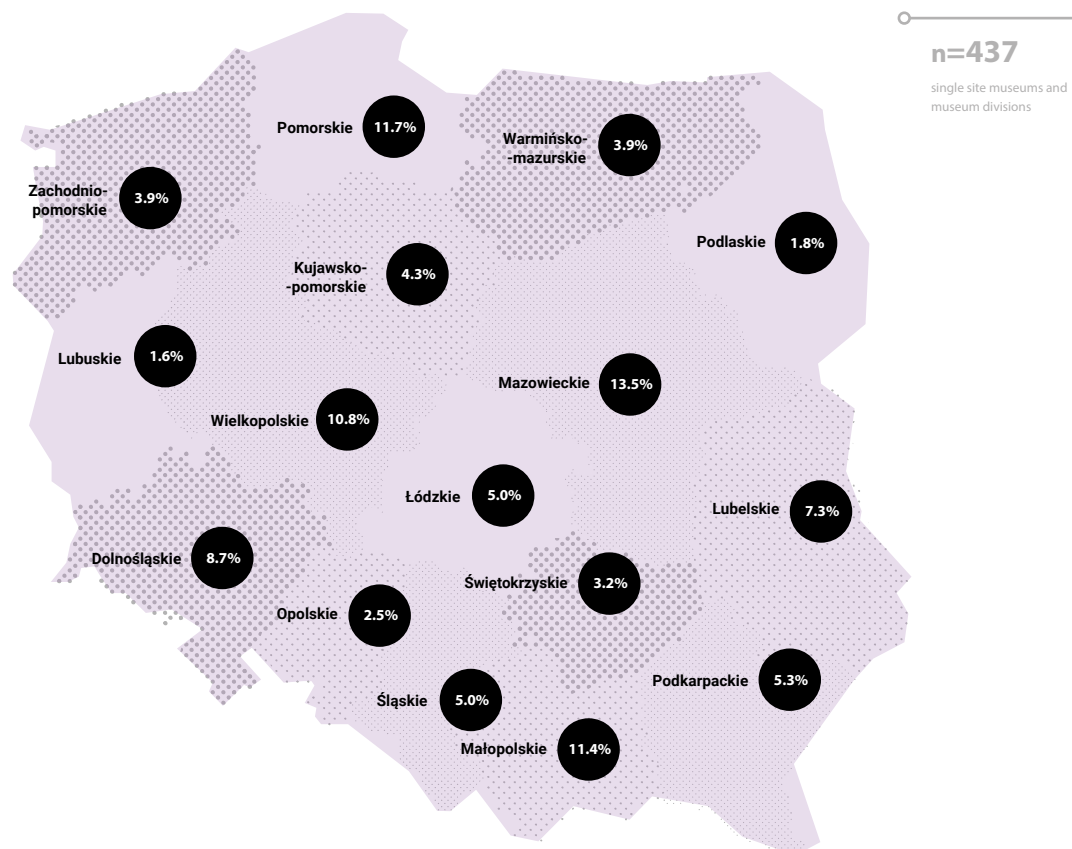 n=437
single site museums and
museum divisions
Pomorskie 11.7%
Warmińsko-
-mazurskie 3.9%
Zachodnio-
pomorskie 3.9%
Podlaskie 1.8%
Kujawsko-
-pomorskie 4.3%
Lubuskie 1.6%
Mazowieckie 13.5%
Wielkopolskie 10.8%
Łódzkie 5.0%
Lubelskie 7.3%
Dolnośląskie 8.7%
Świętokrzyskie 3.2%
Opolskie 2.5%
Podkarpackie 5.3%
Śląskie 5.0%
Małopolskie 11.4%